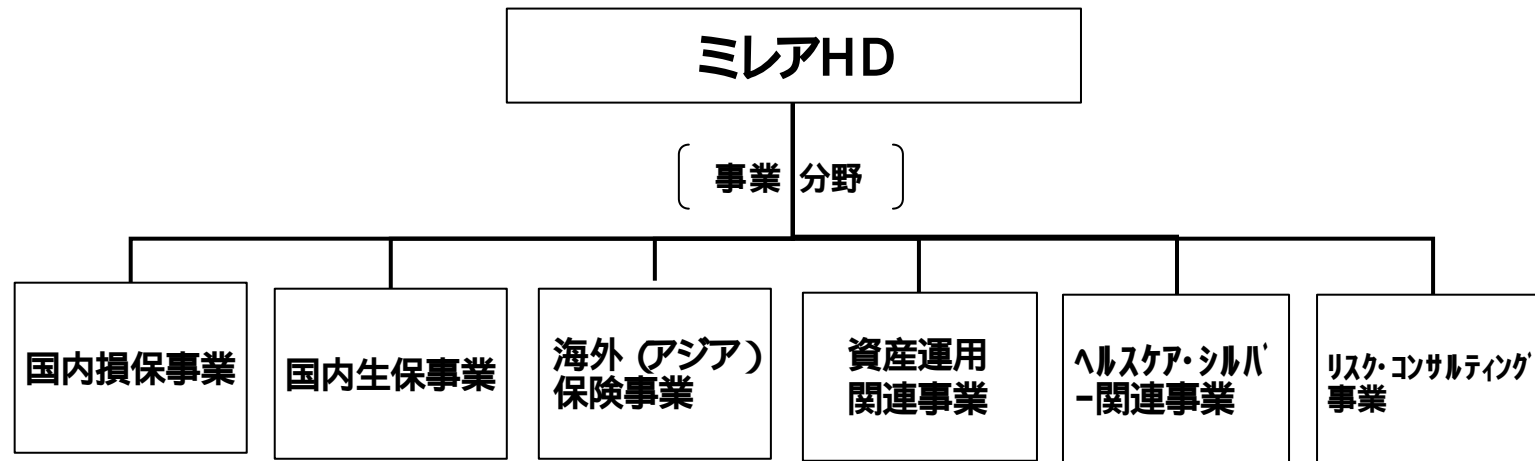 ミレアHD
事業分野
国内損保事業
国内生保事業
海外(アジア)
保険事業
資産運用
関連事業
ﾍﾙｽｹｱ・ｼﾙﾊﾞ
ｰ関連事業
ﾘｽｸ・ｺﾝｻﾙﾃｨﾝｸﾞ
事業